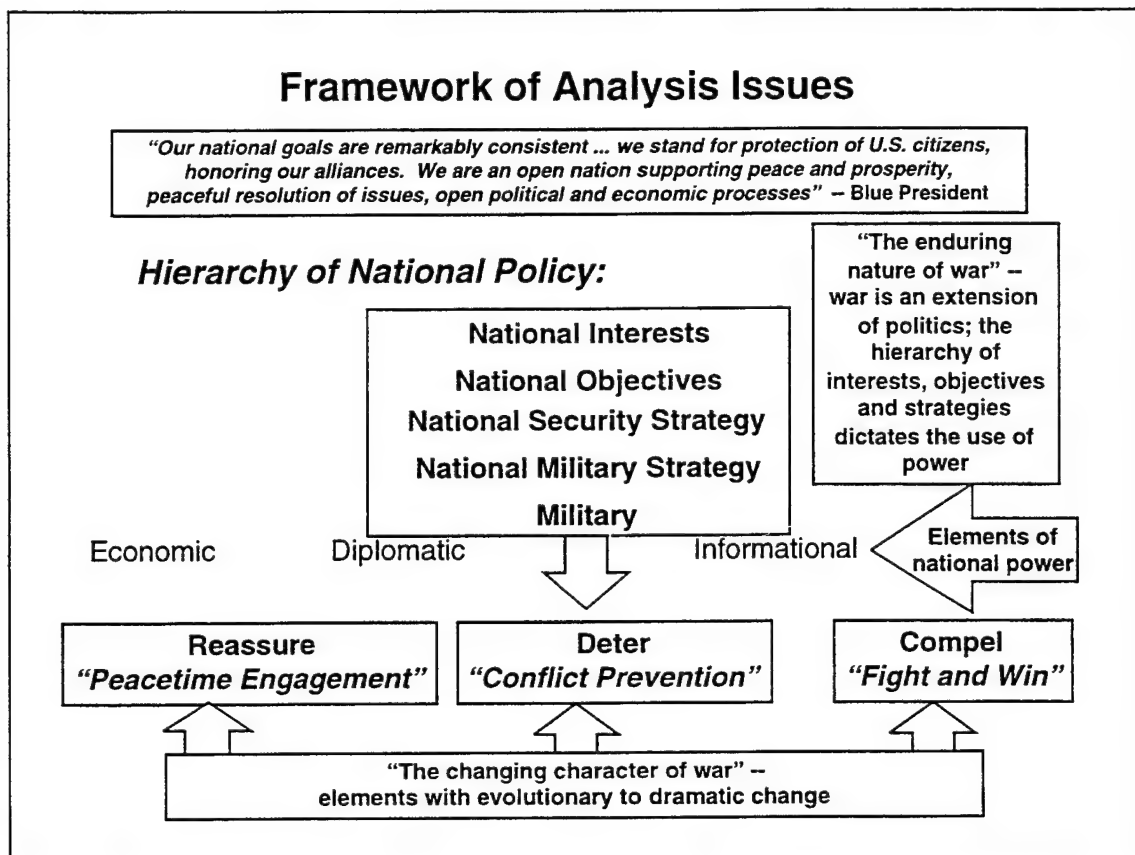 Framework of Analysis Issues
“Our national goals are remarkably consistent ... we stand for protection of U.S. citizens,
honoring our alliances.  We are an open nation supporting peace and prosperity,
peaceful resolution of issues, open political and economic processes” -- Blue President
Hierarchy of National Policy:
National Interests
National Objectives
National Security Strategy
National Military Strategy
Military
“The enduring
nature of war” --
war is an extension
of politics; the
hierarchy of
interests, objectives
and strategies
dictates the use of
power
Economic
Diplomatic
Informational
Elements of
national power
Reassure
“Peacetime Engagement”
Deter
“Conflict Prevention”
Compel
“Fight and Win”
“The changing character of war” --
elements with evolutionary to dramatic change